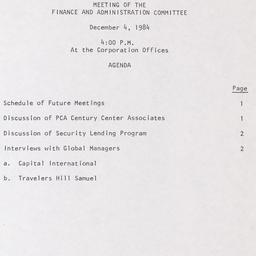 MEETING OF THE
FINANCE AND ADMINISTRATION COMMITTEE
December 4, 1984
4:00 P.M.
At the Corporation Offices
AGENDA
Page
Schedule of Future Meetings 1
Discussion of PCA Century Center Associates 1
Discussion of Security Lending Program 2
Interviews with Global Managers 2
a. Capital International
b. Travelers Hill Samuel